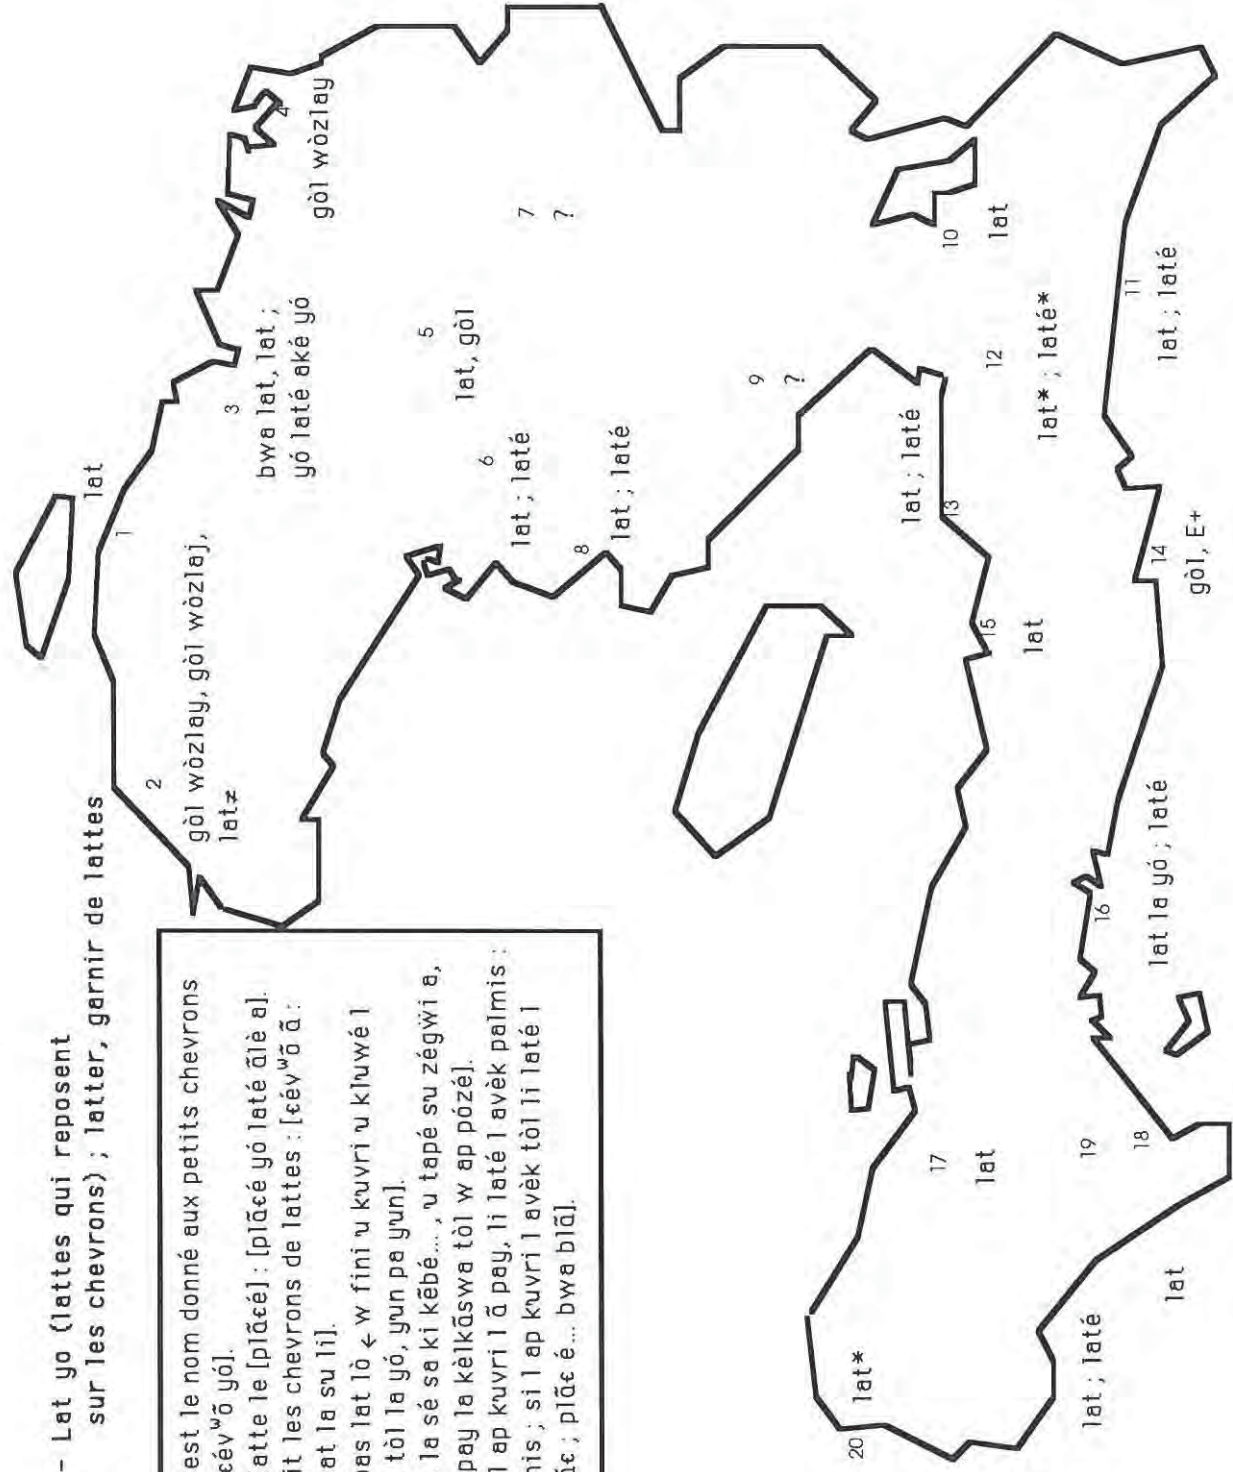 – Lat yo (lattes qui reposent
sur les chevrons) ; latter, garnir de lattes
est le nom donné aux petits chevrons
yó].
latte le [plãɛé] : [plãɛé yó laté ãlè a].
it les chevrons de lattes : [ɛévʷõ ã :
lat la su li].
pas lat lò ← w fini u kuvri u kluwé l
tòl la yó, yun pa yun].
la sé sa ki kẽbé... , u tapé su zégẅi a,
pay la kèlkãswa tòl w ap pózé].
l ap kuvri l ã pay, li laté l avèk palmis :
mis ; si l ap kuvri l avèk tòl li laté l
; plãɛ é... bwa blã].
1
lat
2
gòl wòzlay, gòl wòzlaj,
lat≠
3
bwa lat, lat ;
yó laté aké yó
4
gòl wòzlay
5
lat, gòl
6
lat ; laté
7
?
8
lat ; laté
9
?
10
lat
11
lat ; laté
12
lat* ; laté*
13
lat ; laté
14
gòl, E+
15
lat
16
lat la yó ; laté
17
lat
18
lat
19
lat ; laté
20
lat*